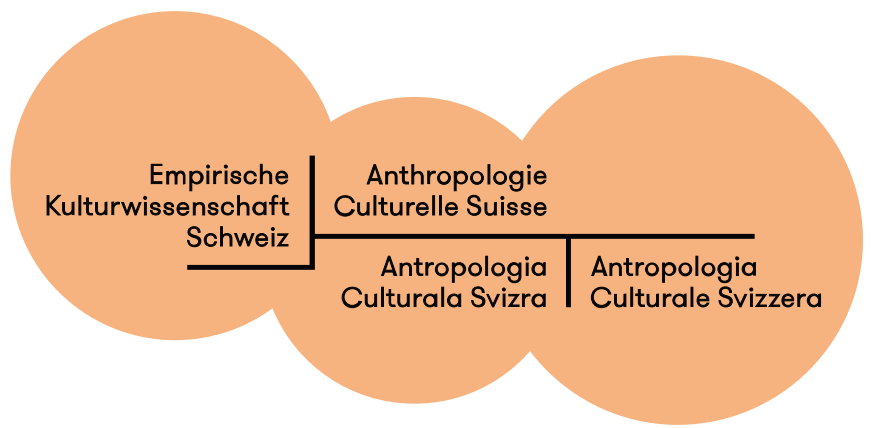 Empirische
Kulturwissenschaft
Schweiz
Anthropologie
Culturelle Suisse
Antropologia
Culturala Svizra
Antropologia
Culturale Svizzera